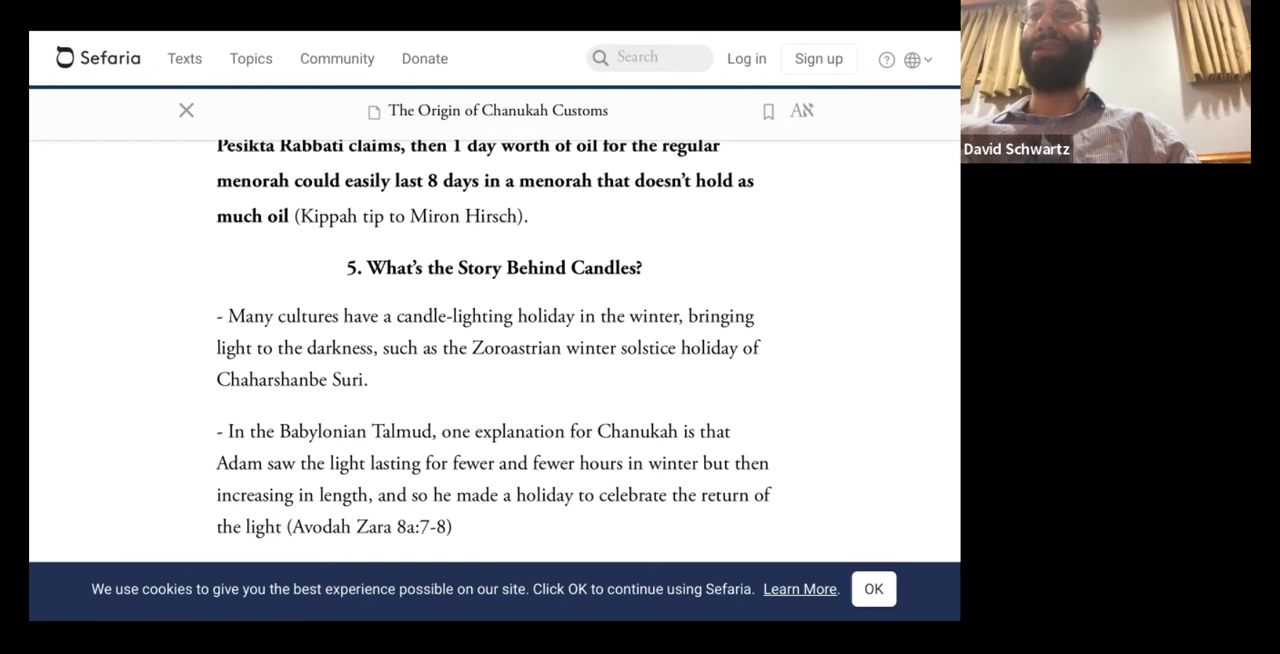 Sefaria Texts Topics Community Donate Search Log in Sign up
The Origin of Chanukah Customs Aא
Pesikta Rabbati claims, then 1 day worth of oil for the regular
menorah could easily last 8 days in a menorah that doesn't hold as
much oil (Kippah tip to Miron Hirsch).
5. What's the Story Behind Candles?
- Many cultures have a candle-lighting holiday in the winter, bringing
light to the darkness, such as the Zoroastrian winter solstice holiday of
Chaharshanbe Suri.
- In the Babylonian Talmud, one explanation for Chanukah is that
Adam saw the light lasting for fewer and fewer hours in winter but then
increasing in length, and so he made a holiday to celebrate the return of
the light (Avodah Zara 8a:7-8)
We use cookies to give you the best experience possible on our site. Click OK to continue using Sefaria. Learn More. OK
David Schwartz